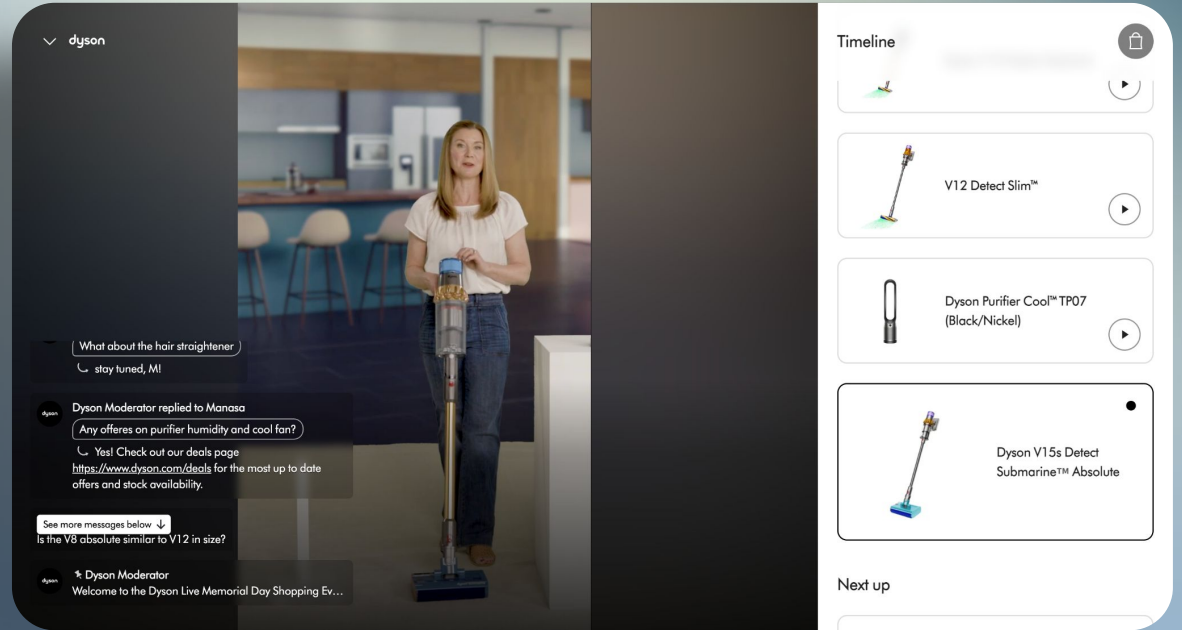 dyson
What about the hair straightener
stay tuned, M!
dyson
Dyson Moderator replied to Manasa
Any offeres on purifier humidity and cool fan?
Yes! Check out our deals page
https://www.dyson.com/deals for the most up to date
offers and stock availability.
See more messages below ↓
Is the V8 absolute similar to V12 in size?
dyson
Dyson Moderator
Welcome to the Dyson Live Memorial Day Shopping Ev...
Timeline
V12 Detect Slim™
Dyson Purifier Cool™ TP07
(Black/Nickel)
Dyson V15s Detect
Submarine™ Absolute
Next up